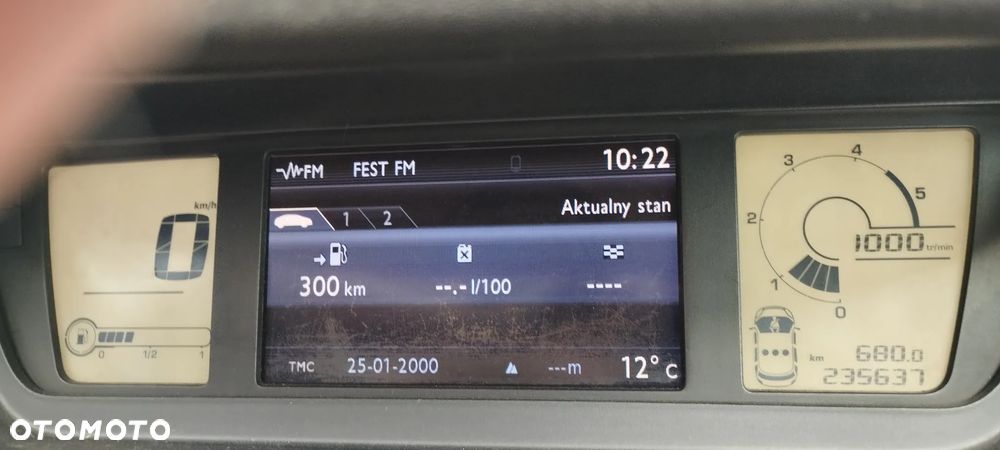 FM FEST FM 10:22
Aktualny stan
1 2
300 km --.- l/100 ----
TMC 25-01-2000 ---m 12° C
km/h
0
0 1/2 1
4
3 5
2
1000 tr/min
1
0
km 680.0
235637
OTOMOTO